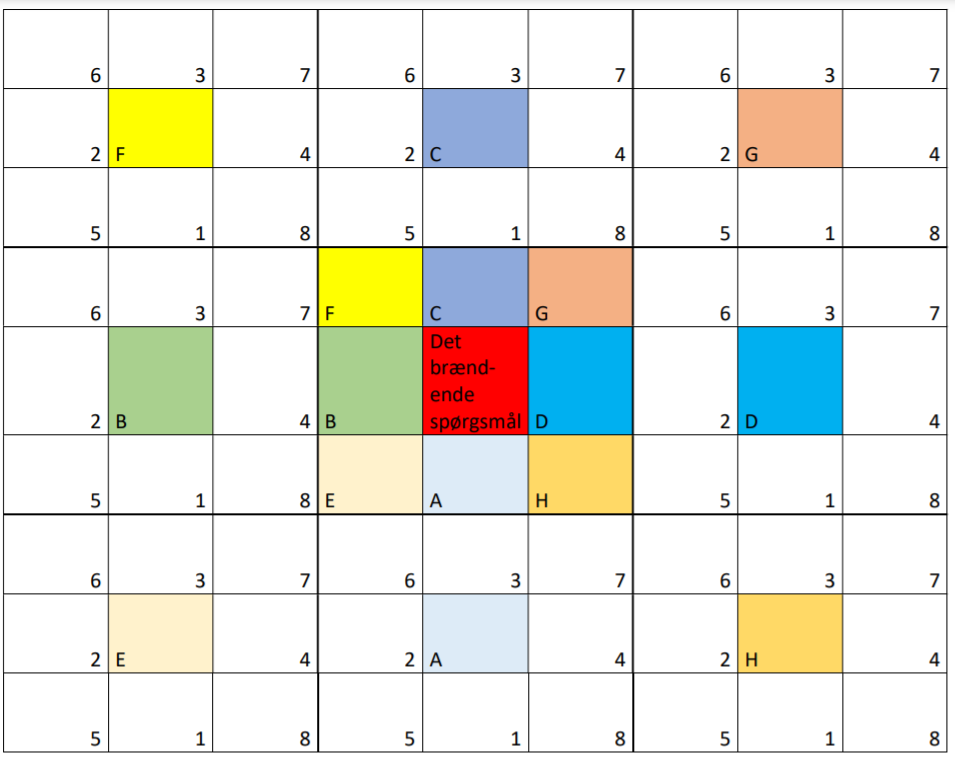 6 3 7 6 3 7 6 3 7
2 F 4 2 C 4 2 G 4
5 1 8 5 1 8 5 1 8
6 3 7 F C G 6 3 7
Det
brænd-
ende
2 B 4 B spørgsmål D 2 D 4
5 1 8 E A H 5 1 8
6 3 7 6 3 7 6 3 7
2 E 4 2 A 4 2 H 4
5 1 8 5 1 8 5 1 8